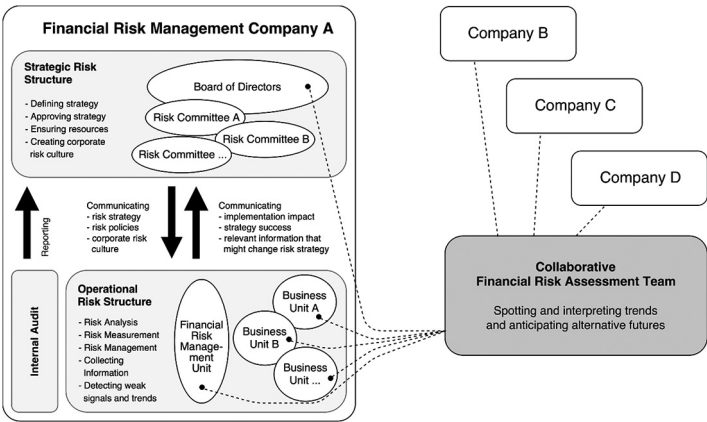 Financial Risk Management Company A
Strategic Risk
Structure
- Defining strategy
- Approving strategy
- Ensuring resources
- Creating corporate
risk culture
Board of Directors
Risk Committee A
Risk Committee B
Risk Committee ...
Reporting
Communicating
- risk strategy
- risk policies
- corporate risk
culture
Communicating
- implementation impact
- strategy success
- relevant information that
might change risk strategy
Internal Audit
Operational
Risk Structure
- Risk Analysis
- Risk Measurement
- Risk Management
- Collecting
Information
- Detecting weak
signals and trends
Financial
Risk
Manage-
ment
Unit
Business
Unit A
Business
Unit B
Business
Unit ...
Company B
Company C
Company D
Collaborative
Financial Risk Assessment Team
Spotting and interpreting trends
and anticipating alternative futures